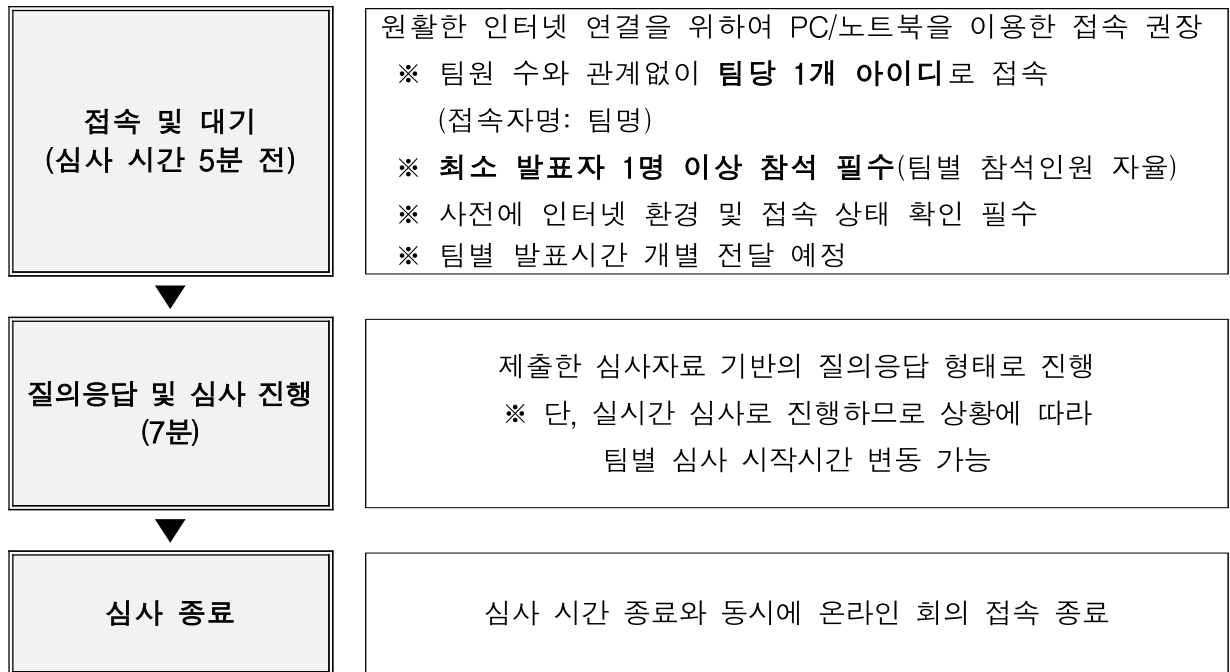 접속 및 대기
(심사 시간 5분 전)
원활한 인터넷 연결을 위하여 PC/노트북을 이용한 접속 권장
※ 팀원 수와 관계없이 팀당 1개 아이디로 접속
(접속자명: 팀명)
※ 최소 발표자 1명 이상 참석 필수(팀별 참석인원 자율)
※ 사전에 인터넷 환경 및 접속 상태 확인 필수
※ 팀별 발표시간 개별 전달 예정
질의응답 및 심사 진행
(7분)
제출한 심사자료 기반의 질의응답 형태로 진행
※ 단, 실시간 심사로 진행하므로 상황에 따라
팀별 심사 시작시간 변동 가능
심사 종료
심사 시간 종료와 동시에 온라인 회의 접속 종료